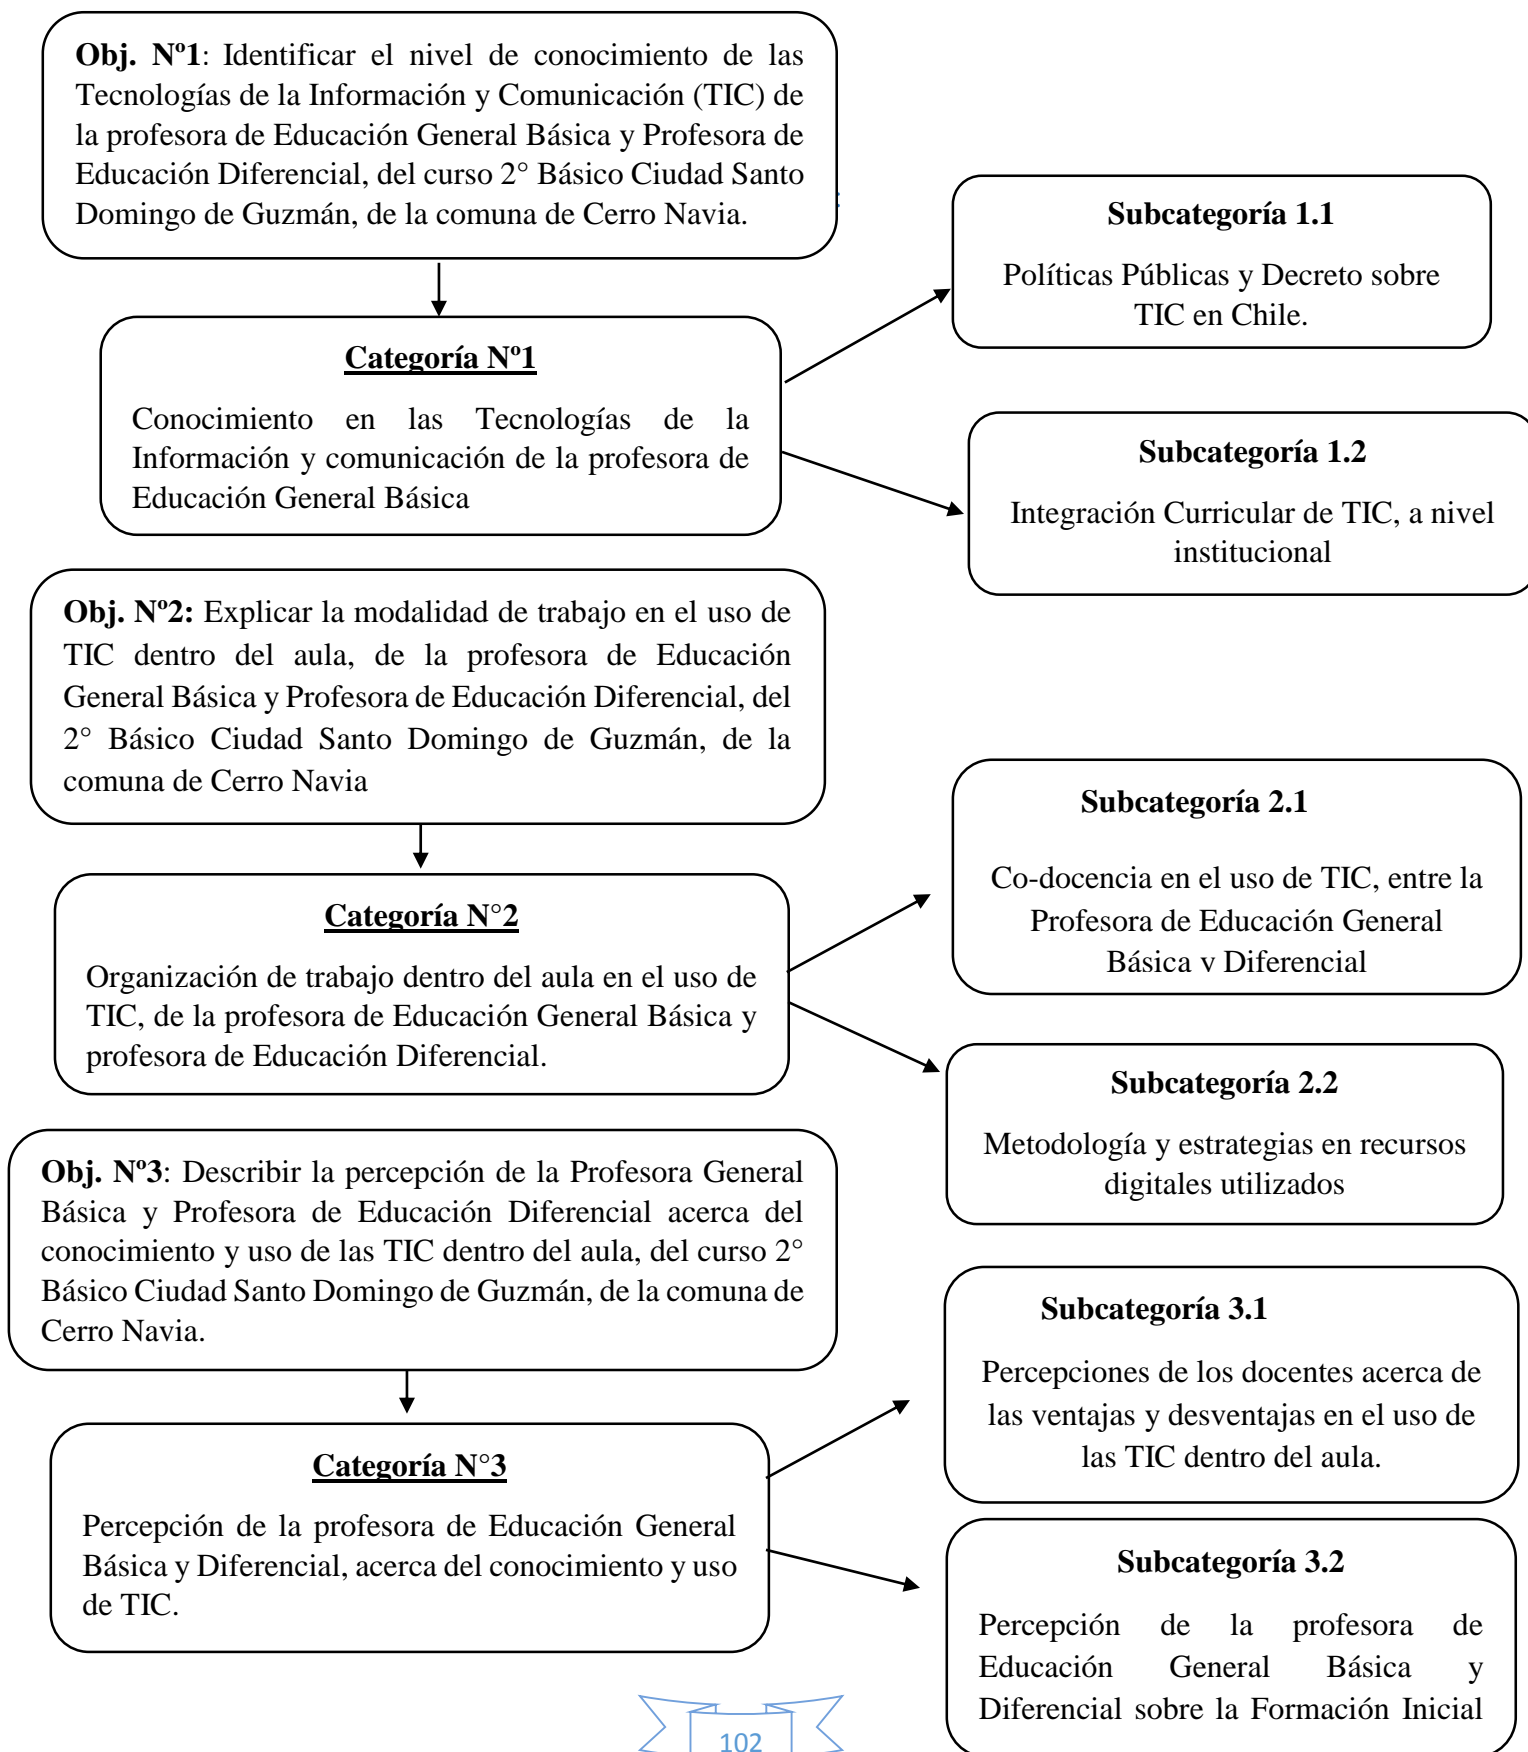 Obj. Nº1: Identificar el nivel de conocimiento de las
Tecnologías de la Información y Comunicación (TIC) de
la profesora de Educación General Básica y Profesora de
Educación Diferencial, del curso 2° Básico Ciudad Santo
Domingo de Guzmán, de la comuna de Cerro Navia.
Subcategoría 1.1
Políticas Públicas y Decreto sobre
TIC en Chile.
Categoría Nº1
Conocimiento en las Tecnologías de la
Información y comunicación de la profesora de
Educación General Básica
Subcategoría 1.2
Integración Curricular de TIC, a nivel
institucional
Obj. Nº2: Explicar la modalidad de trabajo en el uso de
TIC dentro del aula, de la profesora de Educación
General Básica y Profesora de Educación Diferencial, del
2° Básico Ciudad Santo Domingo de Guzmán, de la
comuna de Cerro Navia
Subcategoría 2.1
Co-docencia en el uso de TIC, entre la
Profesora de Educación General
Básica y Diferencial
Categoría N°2
Organización de trabajo dentro del aula en el uso de
TIC, de la profesora de Educación General Básica y
profesora de Educación Diferencial.
Subcategoría 2.2
Metodología y estrategias en recursos
digitales utilizados
Obj. Nº3: Describir la percepción de la Profesora General
Básica y Profesora de Educación Diferencial acerca del
conocimiento y uso de las TIC dentro del aula, del curso 2°
Básico Ciudad Santo Domingo de Guzmán, de la comuna de
Cerro Navia.
Subcategoría 3.1
Percepciones de los docentes acerca de
las ventajas y desventajas en el uso de
las TIC dentro del aula.
Categoría N°3
Percepción de la profesora de Educación General
Básica y Diferencial, acerca del conocimiento y uso
de TIC.
Subcategoría 3.2
Percepción de la profesora de
Educación General Básica y
Diferencial sobre la Formación Inicial
102